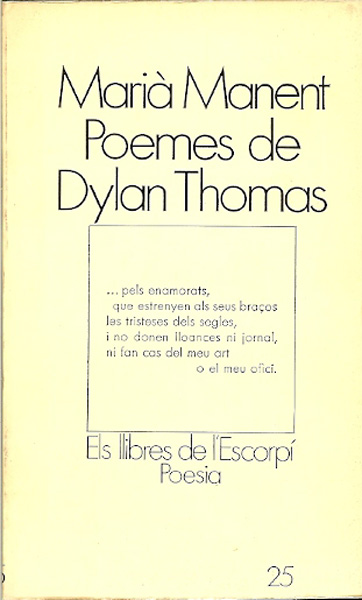 Marià Manent
Poemes de
Dylan Thomas
... pels enamorats,
que estrenyen als seus braços
les tristeses dels segles,
i no donen lloances ni jornal,
ni fan cas del meu art
o el meu ofici.
Els llibres de l'Escorpí
Poesia
25